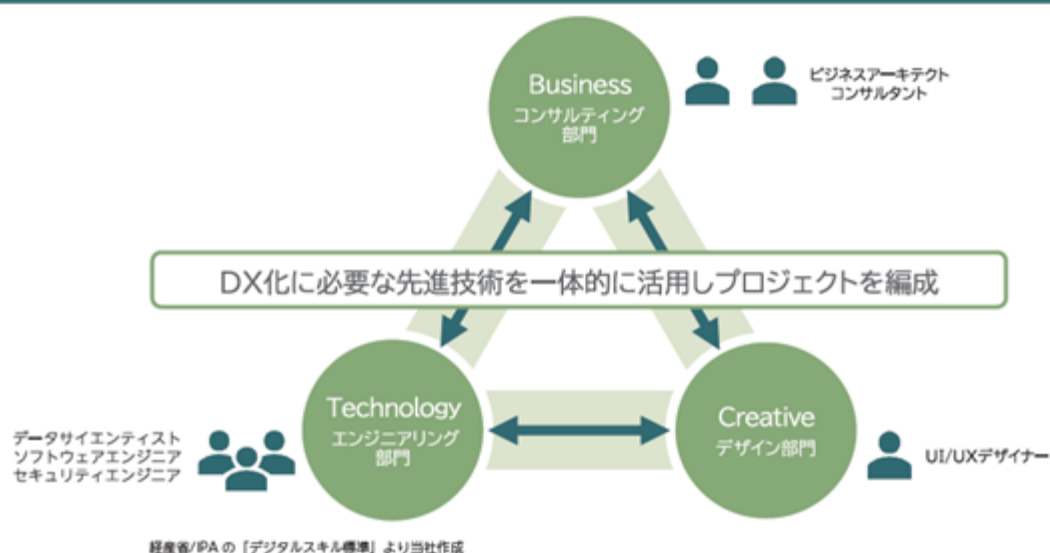 Business
コンサルティング
部門
ビジネスアーキテクト
コンサルタント
DX化に必要な先進技術を一体的に活用しプロジェクトを編成
Technology
エンジニアリング
部門
データサイエンティスト
ソフトウェアエンジニア
セキュリティエンジニア
Creative
デザイン部門
UI/UXデザイナー
経産省/IPA の「デジタルスキル標準」より当社作成